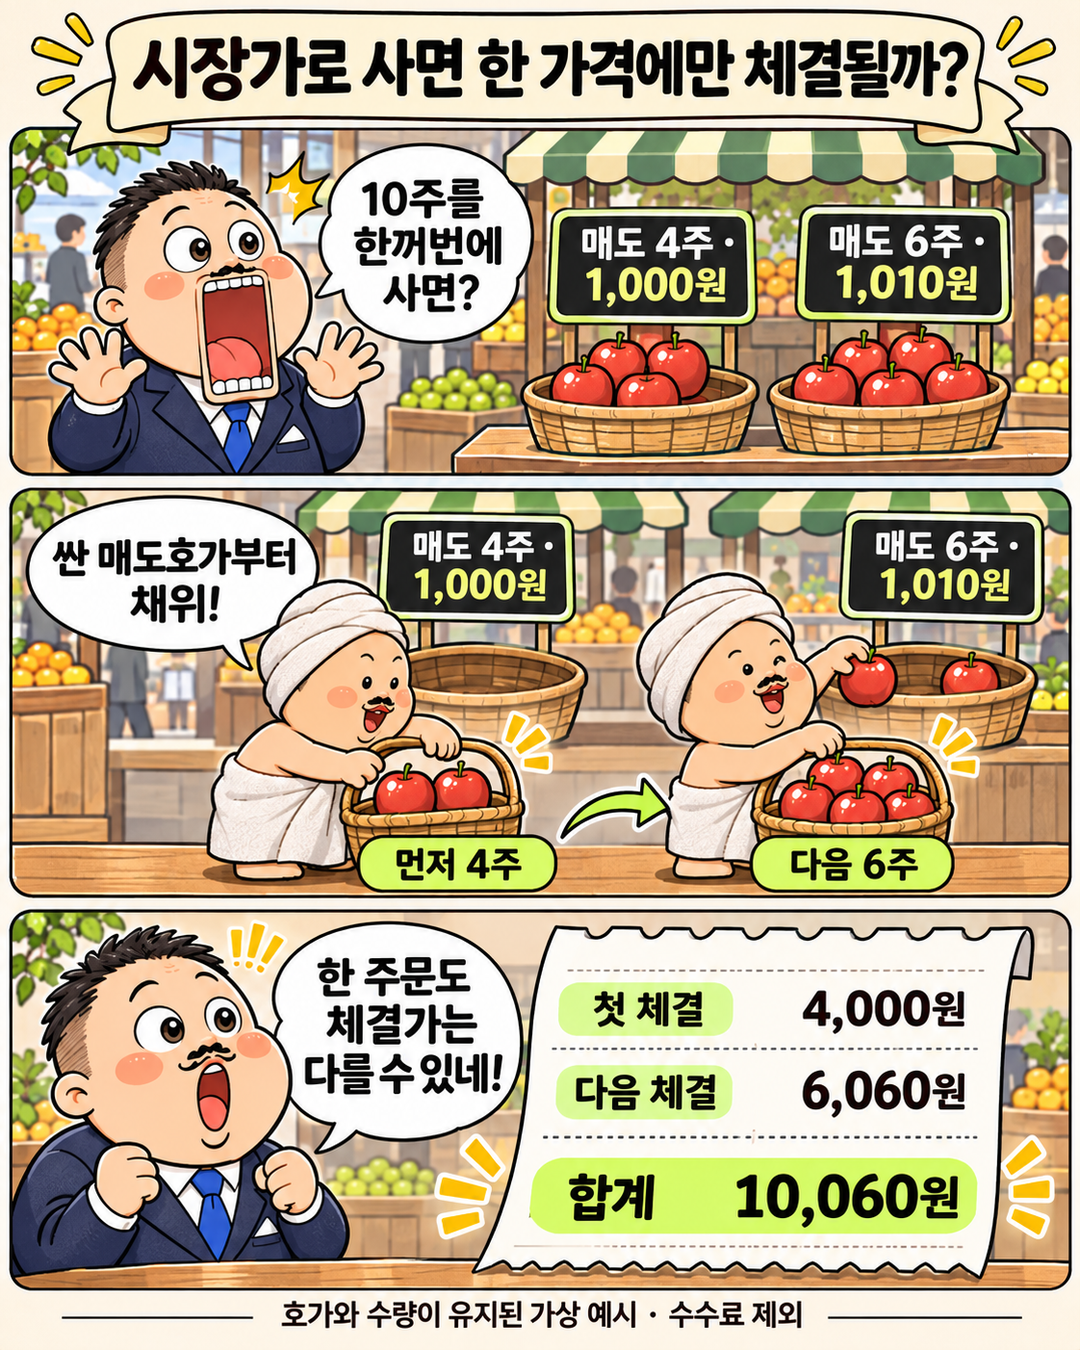 시장가로 사면 한 가격에만 체결될까?
10주를
한꺼번에
사면?
매도 4주·
1,000원
매도 6주·
1,010원
싼 매도호가부터
채워!
매도 4주·
1,000원
매도 6주·
1,010원
먼저 4주
다음 6주
한 주문도
체결가는
다를 수 있네!
첫 체결 4,000원
다음 체결 6,060원
합계 10,060원
호가와 수량이 유지된 가상 예시 · 수수료 제외